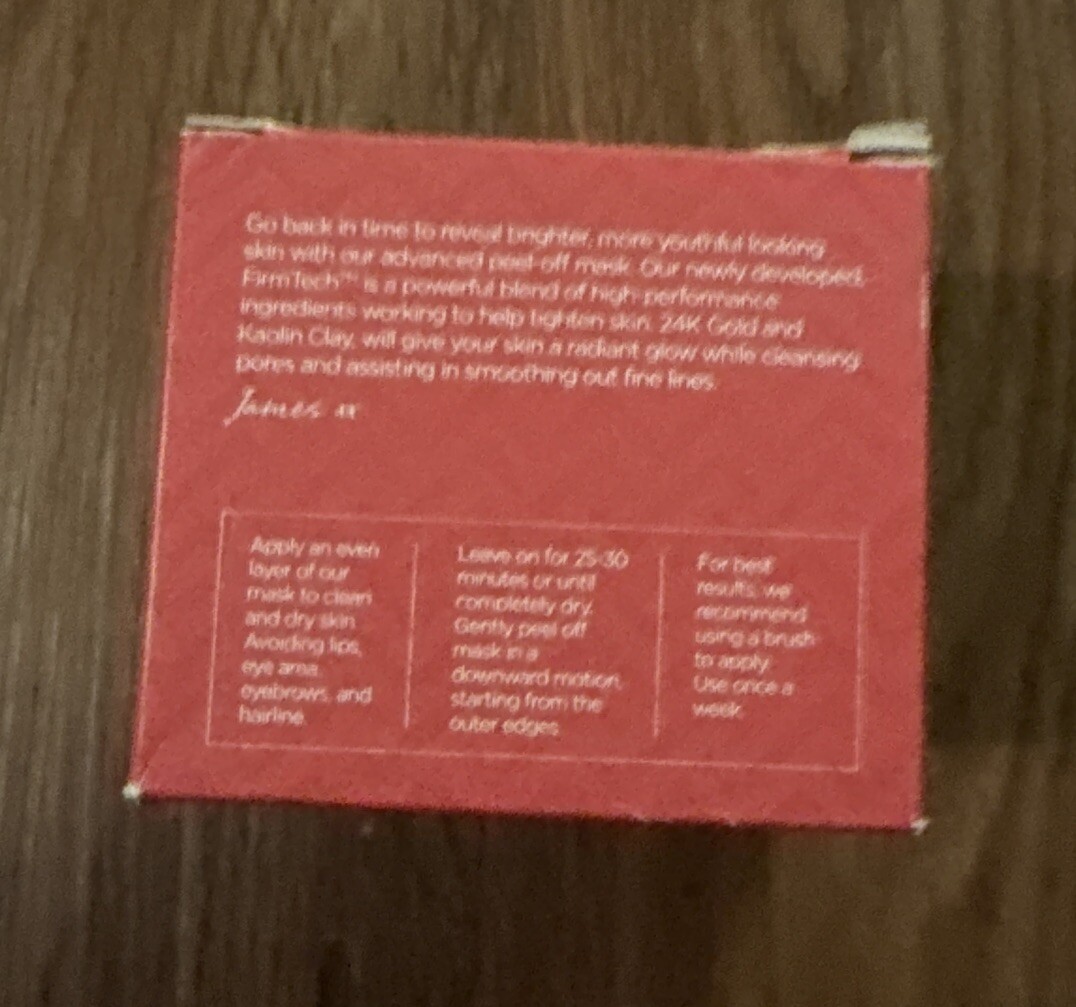 Go back in time to reveal brighter, more youthful looking
skin with our advanced peel-off mask. Our newly developed
FirmTech™ is a powerful blend of high-performance
ingredients working to help tighten skin. 24K Gold and
Kaolin Clay, will give your skin a radiant glow while cleansing
pores and assisting in smoothing out fine lines.
James xx
Apply an even
layer of our
mask to clean
and dry skin.
Avoiding lips,
eye area,
eyebrows, and
hairline.
Leave on for 25-30
minutes or until
completely dry.
Gently peel off
mask in a
downward motion,
starting from the
outer edges.
For best
results, we
recommend
using a brush
to apply.
Use once a
week.